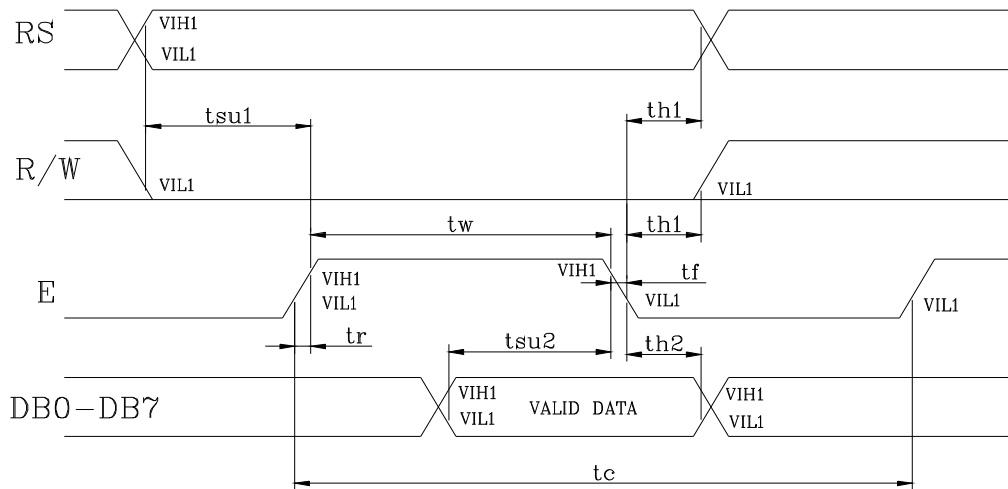 RS
VIH1
VIL1
tsu1
th1
R/W
VIL1
VIL1
tw
th1
E
VIH1
VIL1
VIH1
tf
VIL1
VIL1
tr
tsu2
th2
DB0-DB7
VIH1
VIL1
VALID DATA
VIH1
VIL1
tc